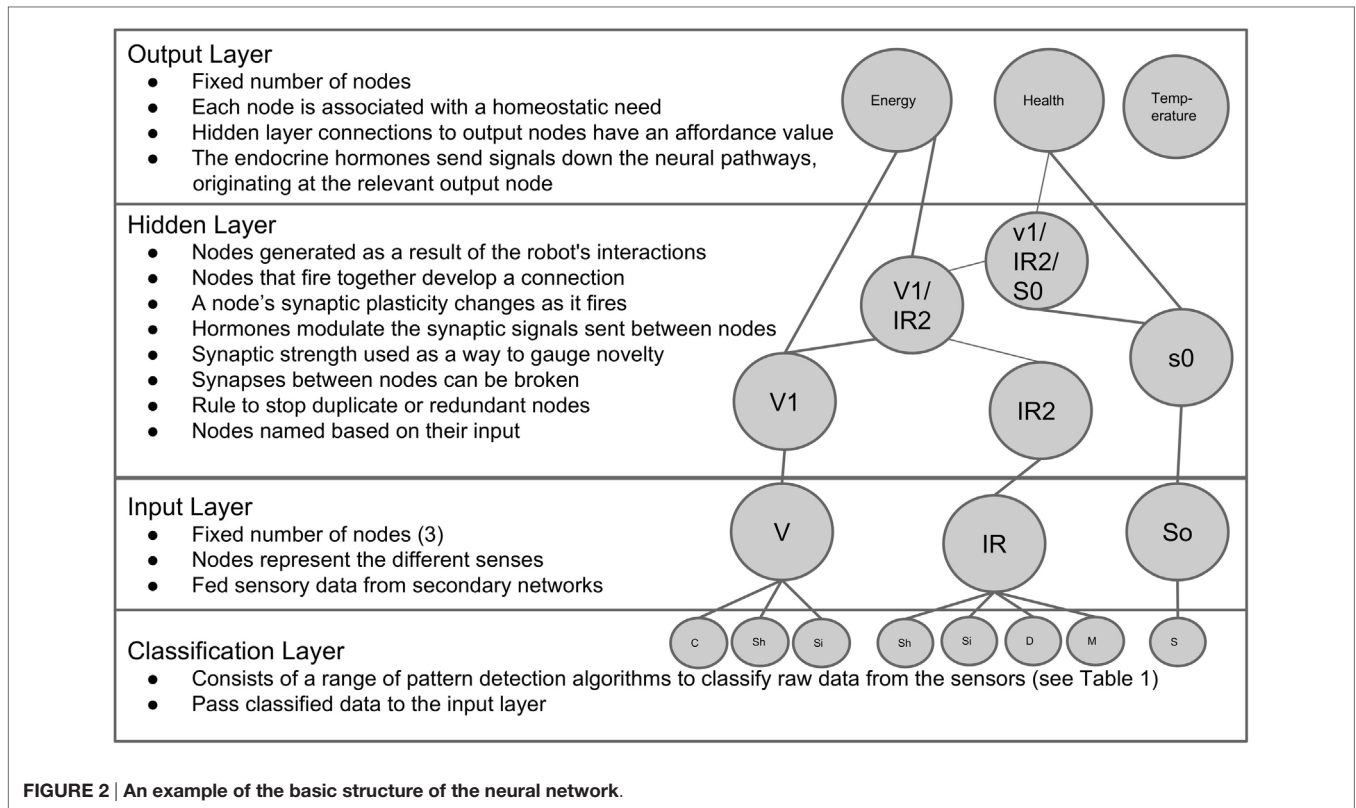 Output Layer
● Fixed number of nodes
● Each node is associated with a homeostatic need
● Hidden layer connections to output nodes have an affordance value
● The endocrine hormones send signals down the neural pathways,
originating at the relevant output node
Energy
Health
Temp-
erature
Hidden Layer
● Nodes generated as a result of the robot's interactions
● Nodes that fire together develop a connection
● A node’s synaptic plasticity changes as it fires
● Hormones modulate the synaptic signals sent between nodes
● Synaptic strength used as a way to gauge novelty
● Synapses between nodes can be broken
● Rule to stop duplicate or redundant nodes
● Nodes named based on their input
v1/
IR2/
S0
V1/
IR2
s0
V1
IR2
Input Layer
● Fixed number of nodes (3)
● Nodes represent the different senses
● Fed sensory data from secondary networks
V
IR
So
C
Sh
Si
Sh
Si
D
M
S
Classification Layer
● Consists of a range of pattern detection algorithms to classify raw data from the sensors (see Table 1)
● Pass classified data to the input layer
FIGURE 2 | An example of the basic structure of the neural network.